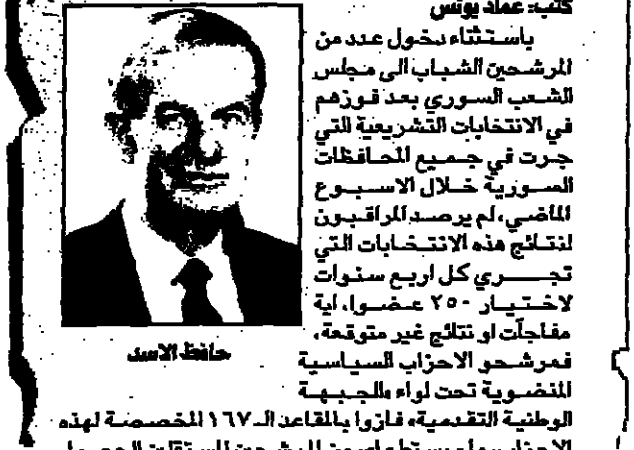 كتب: عماد يونس
باستثناء دخول عدد من
المرشحين الشباب الى مجلس
الشعب السوري بعد فوزهم
في الانتخابات التشريعية التي
جرت في جميع المحافظات
السورية خلال الاسبوع
الماضي، لم يرصد المراقبون
لنتائج هذه الانتخابات التي
تجري كل اربع سنوات
لاختيار ٢٥٠ عضوا، اية
مفاجآت او نتائج غير متوقعة،
فمرشحو الاحزاب السياسية
المنضوية تحت لواء «الجبهة
الوطنية التقدمية» فازوا بالمقاعد الـ ١٦٧ المخصصة لهذه
حافظ الاسد